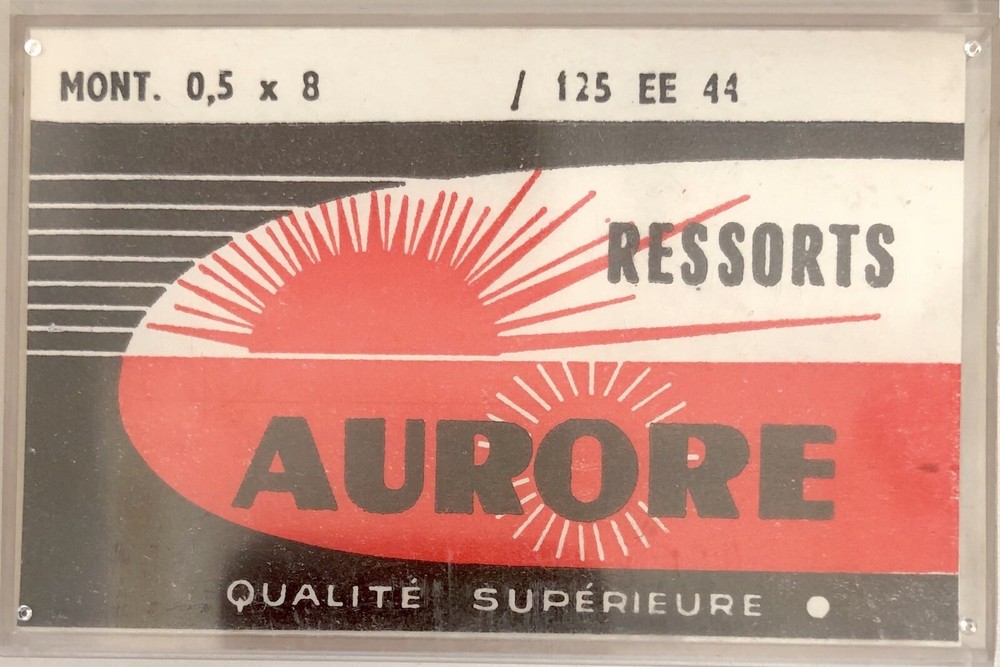 MONT. 0,5 x 8 / 125 EE 44
RESSORTS
AURORE
QUALITÉ SUPÉRIEURE